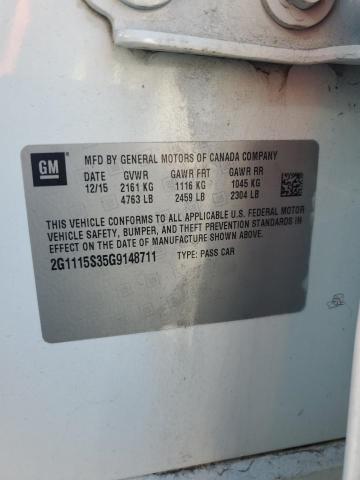 GM
MFD BY GENERAL MOTORS OF CANADA COMPANY
DATE GVWR GAWR FRT GAWR RR
12/15 2161 KG 1116 KG 1045 KG
4763 LB 2459 LB 2304 LB
THIS VEHICLE CONFORMS TO ALL APPLICABLE U.S. FEDERAL MOTOR
VEHICLE SAFETY, BUMPER, AND THEFT PREVENTION STANDARDS IN
EFFECT ON THE DATE OF MANUFACTURE SHOWN ABOVE.
2G1115S35G9148711 TYPE: PASS CAR